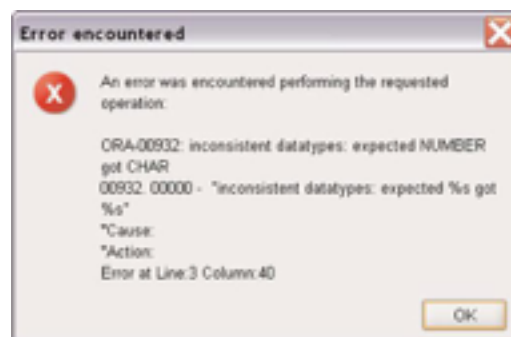 Error encountered
An error was encountered performing the requested
operation:
ORA-00932: inconsistent datatypes: expected NUMBER
got CHAR
00932. 00000 - "inconsistent datatypes: expected %s got
%s"
*Cause:
*Action:
Error at Line:3 Column:40
OK